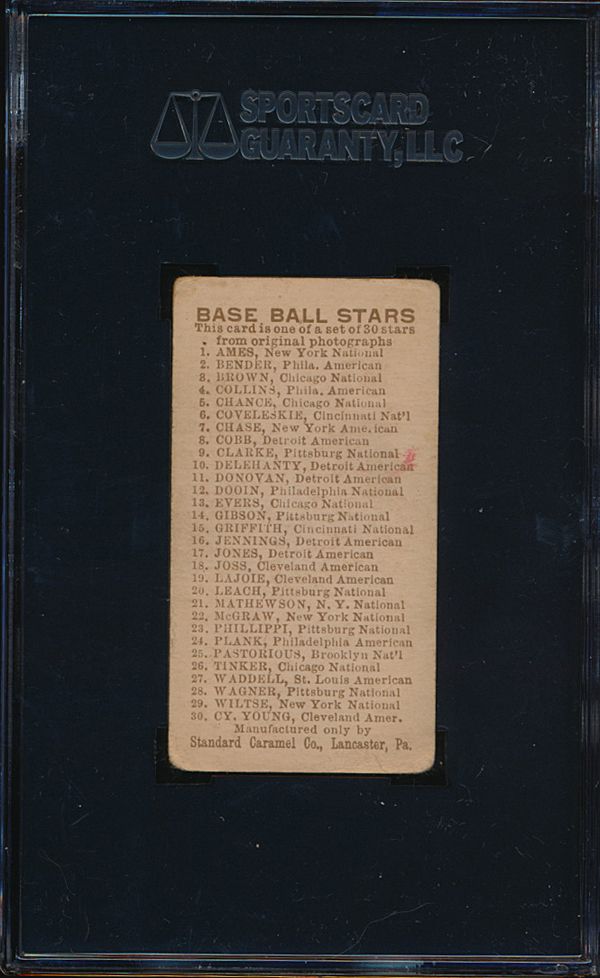 SPORTSCARD
GUARANTY, LLC
BASE BALL STARS
This card is one of a set of 30 stars
from original photographs
1. AMES, New York National
2. BENDER, Phila. American
3. BROWN, Chicago National
4. COLLINS, Phila. American
5. CHANCE, Chicago National
6. COVELESKIE, Cincinnati Nat'l
7. CHASE, New York American
8. COBB, Detroit American
9. CLARKE, Pittsburg National
10. DELEHANTY, Detroit American
11. DONOVAN, Detroit American
12. DOOIN, Philadelphia National
13. EVERS, Chicago National
14. GIBSON, Pittsburg National
15. GRIFFITH, Cincinnati National
16. JENNINGS, Detroit American
17. JONES, Detroit American
18. JOSS, Cleveland American
19. LAJOIE, Cleveland American
20. LEACH, Pittsburg National
21. MATHEWSON, N. Y. National
22. McGRAW, New York National
23. PHILLIPPI, Pittsburg National
24. PLANK, Philadelphia American
25. PASTORIOUS, Brooklyn Nat'l
26. TINKER, Chicago National
27. WADDELL, St. Louis American
28. WAGNER, Pittsburg National
29. WILTSE, New York National
30. CY. YOUNG, Cleveland Amer.
Manufactured only by
Standard Caramel Co., Lancaster, Pa.